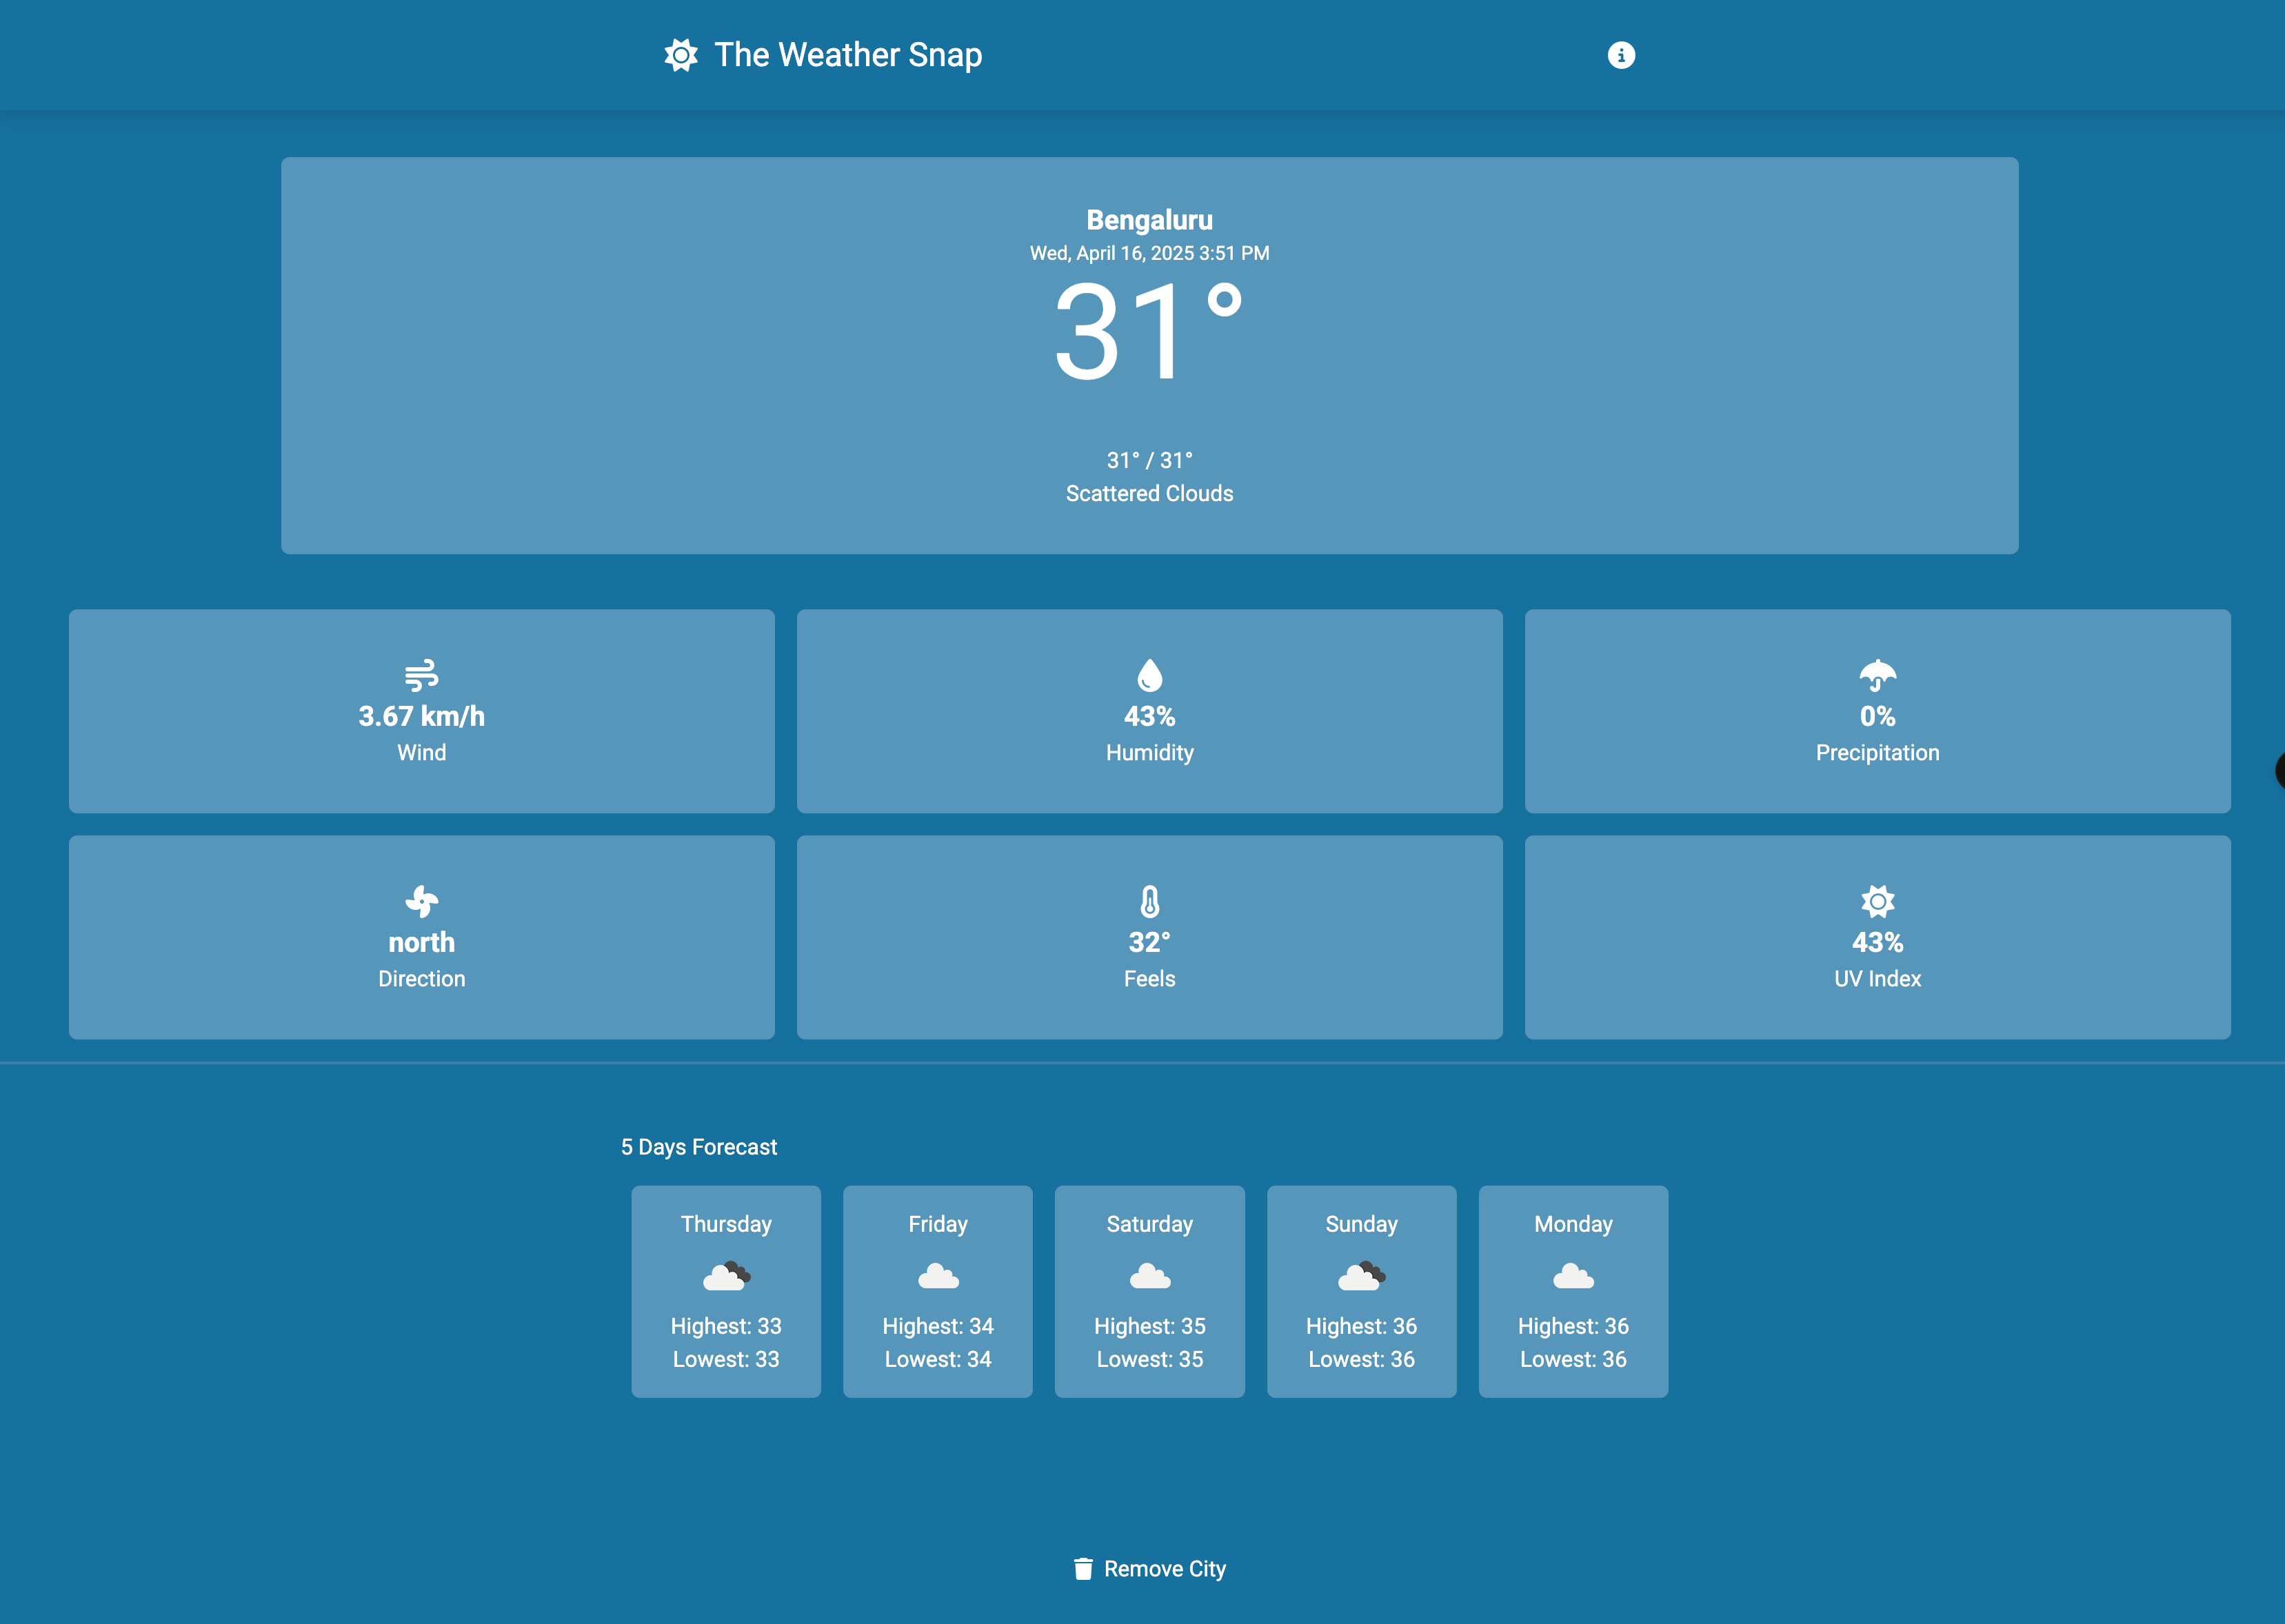 The Weather Snap
Bengaluru
Wed, April 16, 2025 3:51 PM
31°
31° / 31°
Scattered Clouds
3.67 km/h
Wind
43%
Humidity
0%
Precipitation
north
Direction
32°
Feels
43%
UV Index
5 Days Forecast
Thursday
Highest: 33
Lowest: 33
Friday
Highest: 34
Lowest: 34
Saturday
Highest: 35
Lowest: 35
Sunday
Highest: 36
Lowest: 36
Monday
Highest: 36
Lowest: 36
Remove City